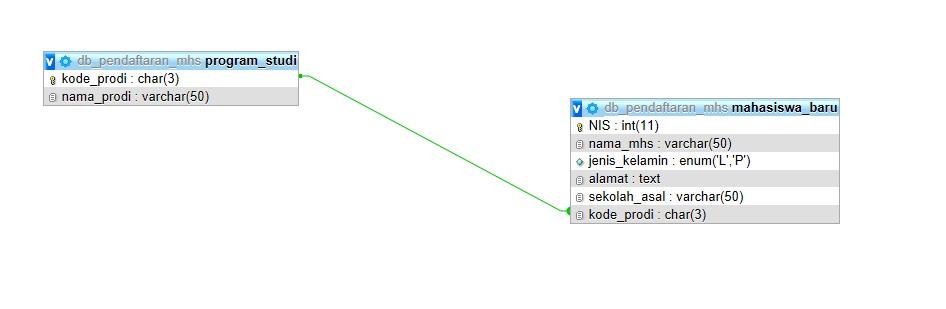 db_pendaftaran_mhs program_studi
kode_prodi : char(3)
nama_prodi : varchar(50)
db_pendaftaran_mhs mahasiswa_baru
NIS : int(11)
nama_mhs : varchar(50)
jenis_kelamin : enum('L','P')
alamat : text
sekolah_asal : varchar(50)
kode_prodi : char(3)